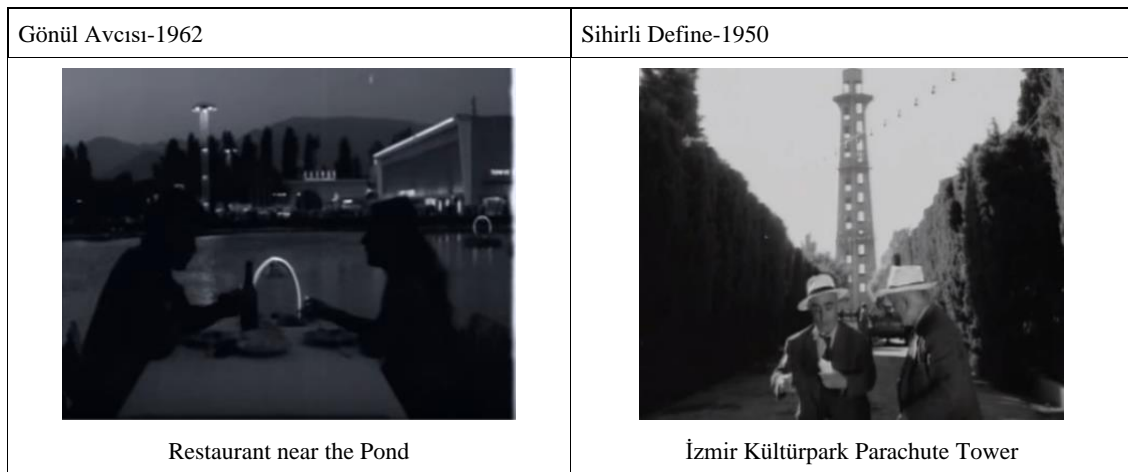 Gönül Avcısı-1962
Sihirli Define-1950
Restaurant near the Pond
İzmir Kültürpark Parachute Tower